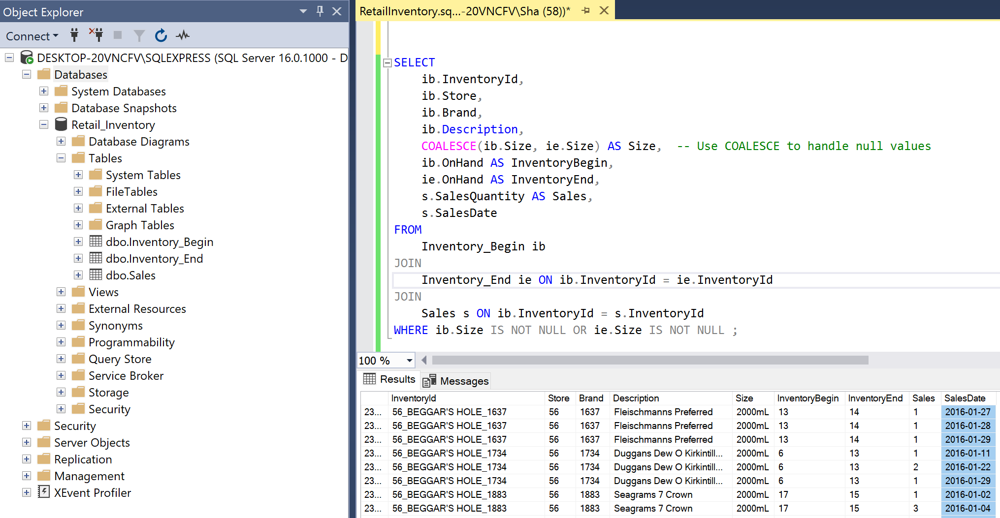 Object Explorer
Connect
DESKTOP-20VNCFV\SQLEXPRESS (SQL Server 16.0.1000 - D
Databases
System Databases
Database Snapshots
Retail_Inventory
Database Diagrams
Tables
System Tables
FileTables
External Tables
Graph Tables
dbo.Inventory_Begin
dbo.Inventory_End
dbo.Sales
Views
External Resources
Synonyms
Programmability
Query Store
Service Broker
Storage
Security
Security
Server Objects
Replication
Management
XEvent Profiler
RetailInventory.sq...-20VNCFV\Sha (58))*
SELECT
ib.InventoryId,
ib.Store,
ib.Brand,
ib.Description,
COALESCE(ib.Size, ie.Size) AS Size,  -- Use COALESCE to handle null values
ib.OnHand AS InventoryBegin,
ie.OnHand AS InventoryEnd,
s.SalesQuantity AS Sales,
s.SalesDate
FROM
Inventory_Begin ib
JOIN
Inventory_End ie ON ib.InventoryId = ie.InventoryId
JOIN
Sales s ON ib.InventoryId = s.InventoryId
WHERE ib.Size IS NOT NULL OR ie.Size IS NOT NULL ;
100 %
Results Messages
InventoryId Store Brand Description Size InventoryBegin InventoryEnd Sales SalesDate
23... 56_BEGGAR'S HOLE_1637 56 1637 Fleischmanns Preferred 2000mL 13 14 1 2016-01-27
23... 56_BEGGAR'S HOLE_1637 56 1637 Fleischmanns Preferred 2000mL 13 14 1 2016-01-28
23... 56_BEGGAR'S HOLE_1637 56 1637 Fleischmanns Preferred 2000mL 13 14 1 2016-01-29
23... 56_BEGGAR'S HOLE_1734 56 1734 Duggans Dew O Kirkintill... 2000mL 6 13 1 2016-01-11
23... 56_BEGGAR'S HOLE_1734 56 1734 Duggans Dew O Kirkintill... 2000mL 6 13 2 2016-01-22
23... 56_BEGGAR'S HOLE_1734 56 1734 Duggans Dew O Kirkintill... 2000mL 6 13 1 2016-01-29
23... 56_BEGGAR'S HOLE_1883 56 1883 Seagrams 7 Crown 2000mL 17 15 1 2016-01-02
23... 56_BEGGAR'S HOLE_1883 56 1883 Seagrams 7 Crown 2000mL 17 15 3 2016-01-04